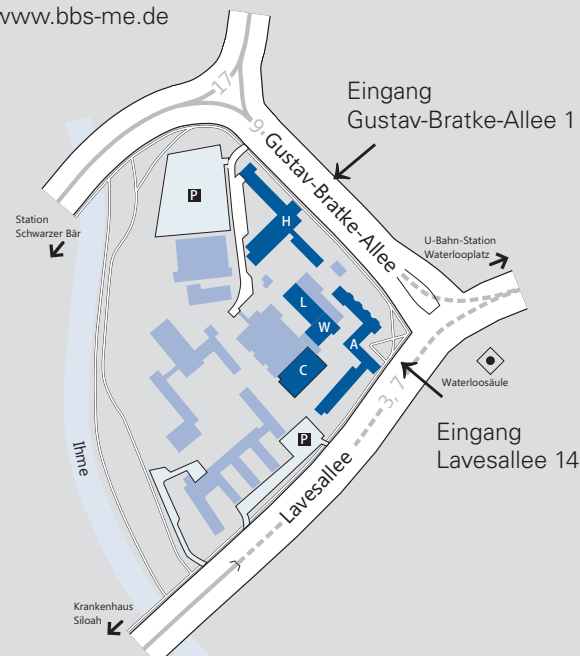 www.bbs-me.de
17
9
Eingang
Gustav-Bratke-Allee 1
Gustav-Bratke-Allee
P
Station
Schwarzer Bär
H
U-Bahn-Station
Waterlooplatz
L
W
A
C
Waterloosäule
3, 7
P
Eingang
Lavesallee 14
Ihme
Lavesallee
Krankenhaus
Siloah